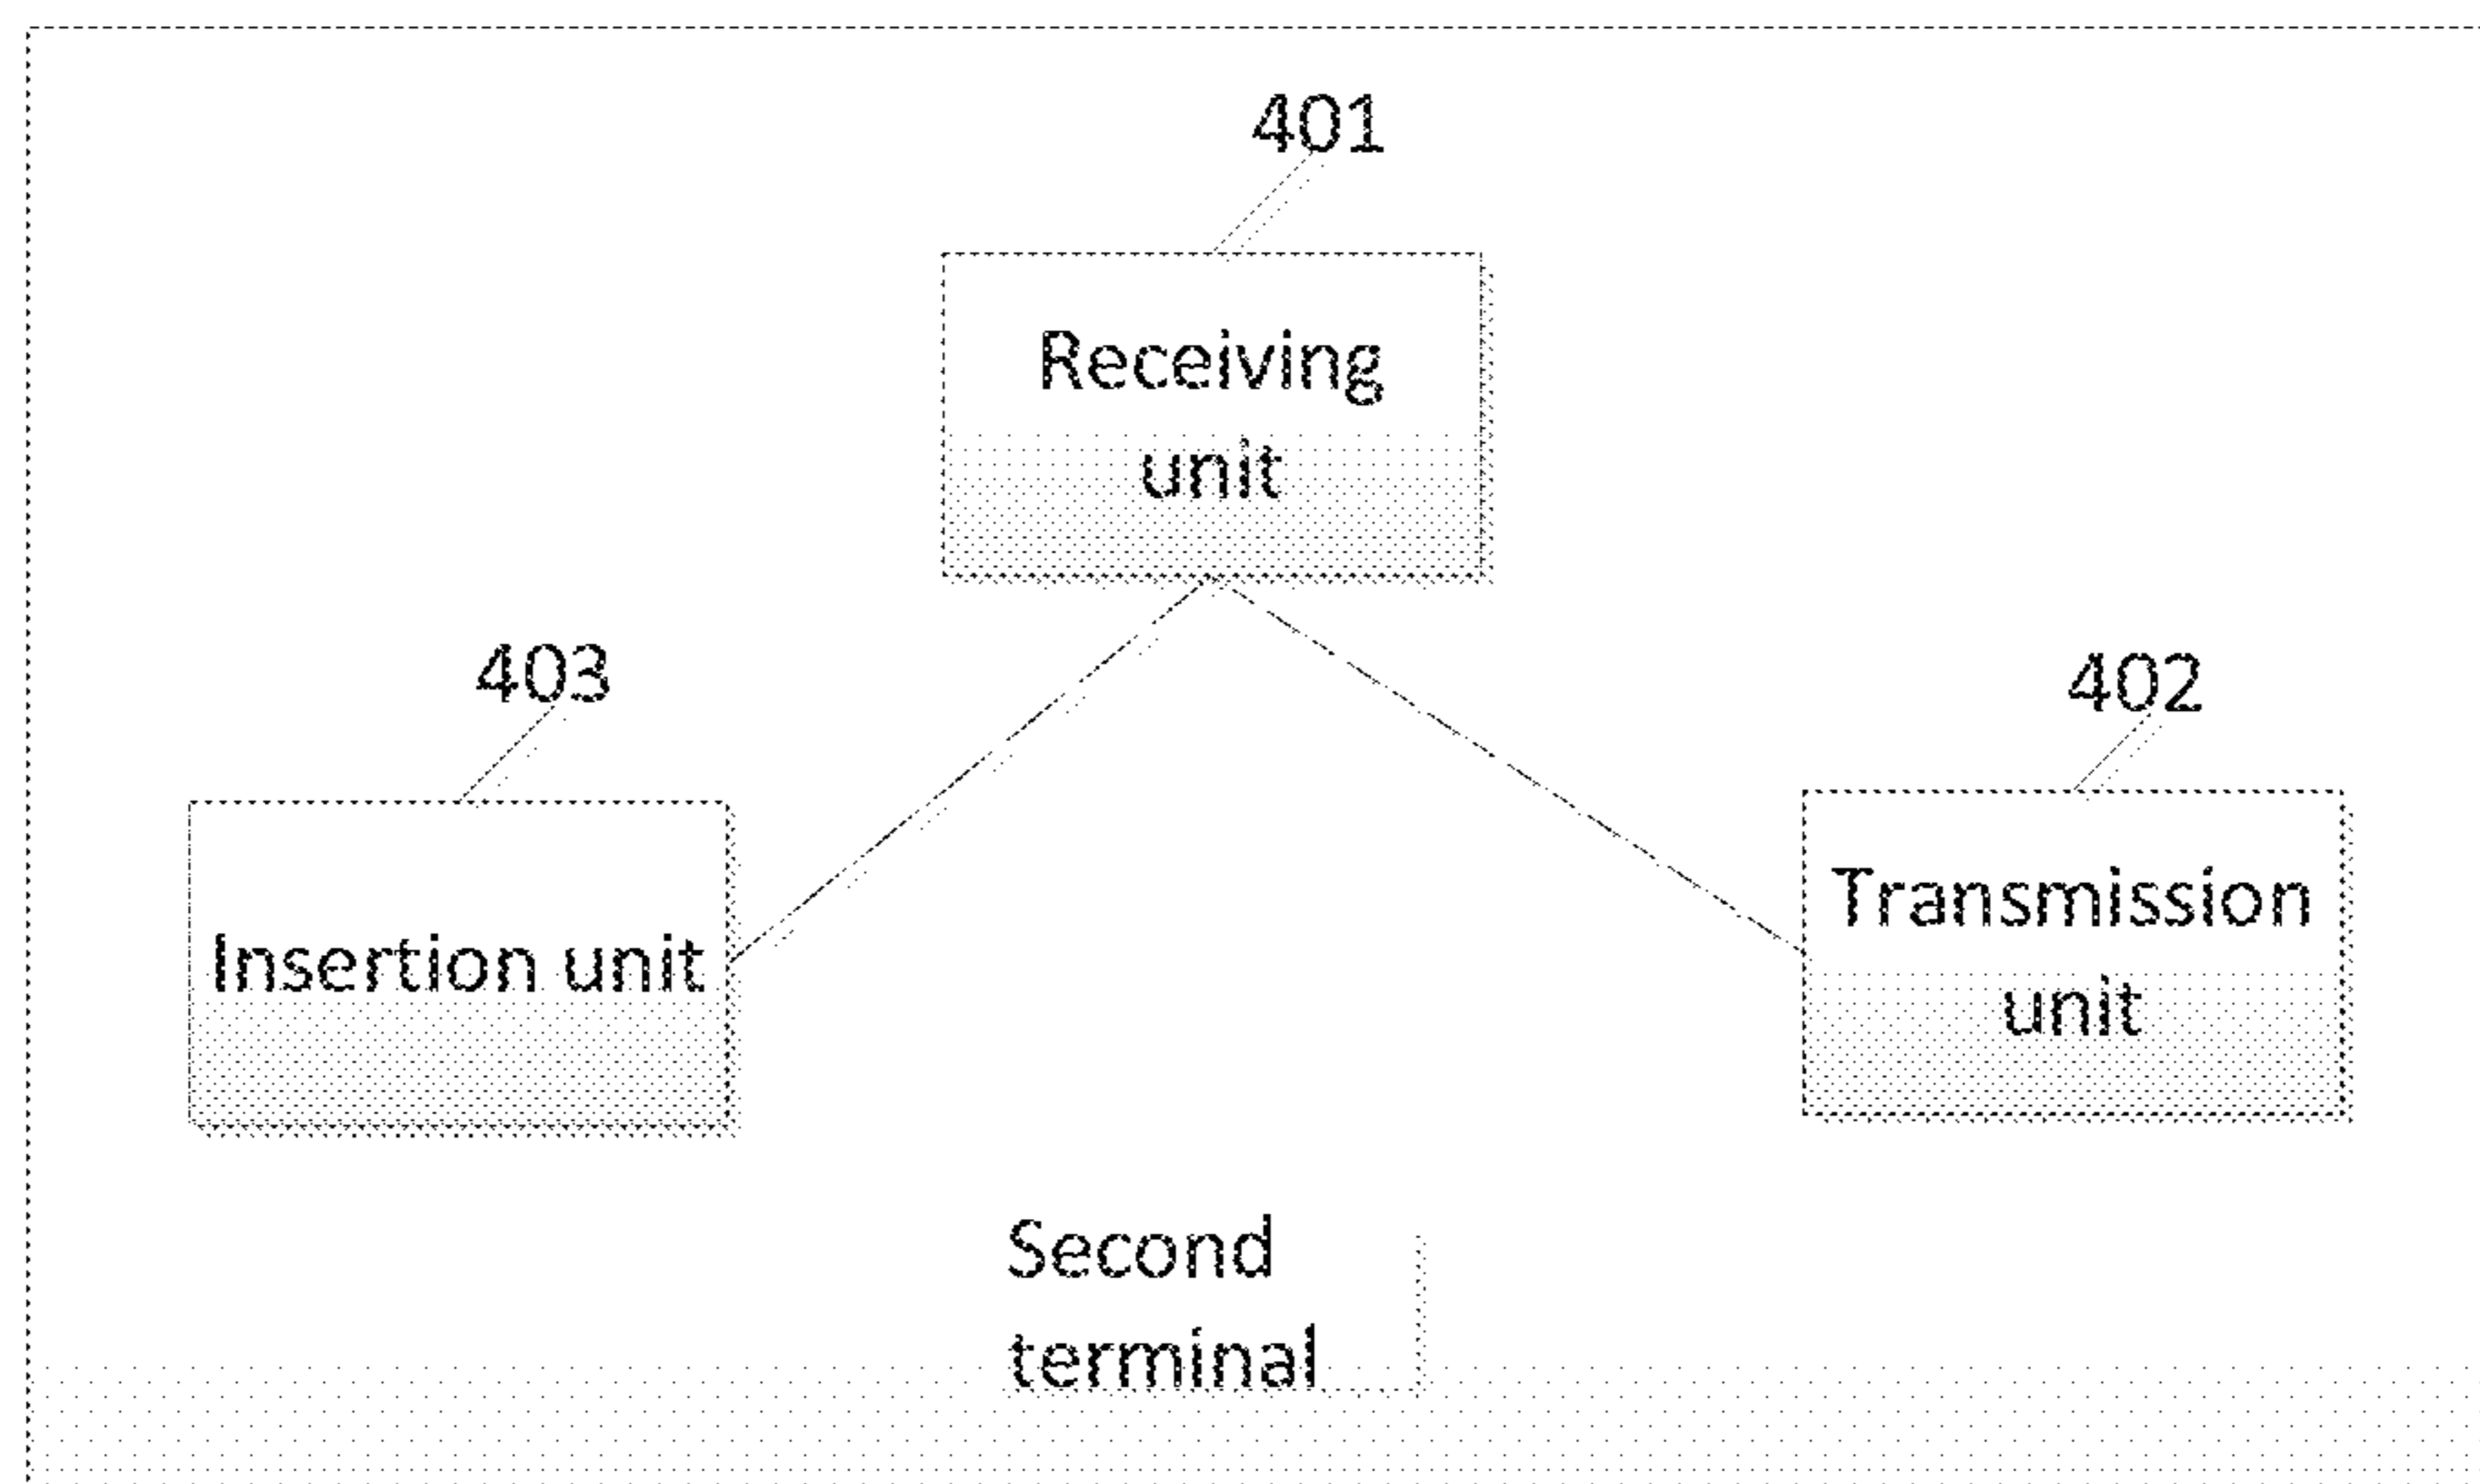 401
Receiving
unit
403
402
Insertion unit
Transmission
unit
Second
terminal